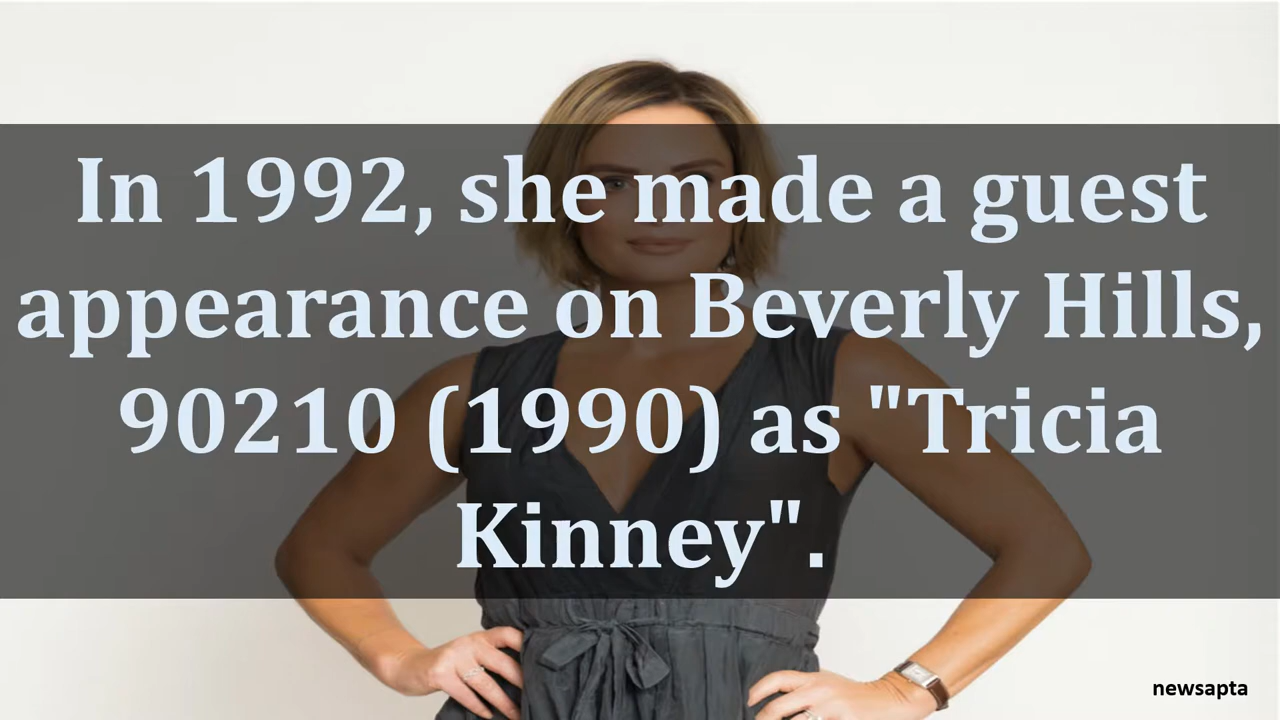 In 1992, she made a guest
appearance on Beverly Hills,
90210 (1990) as "Tricia
Kinney".
newsapta